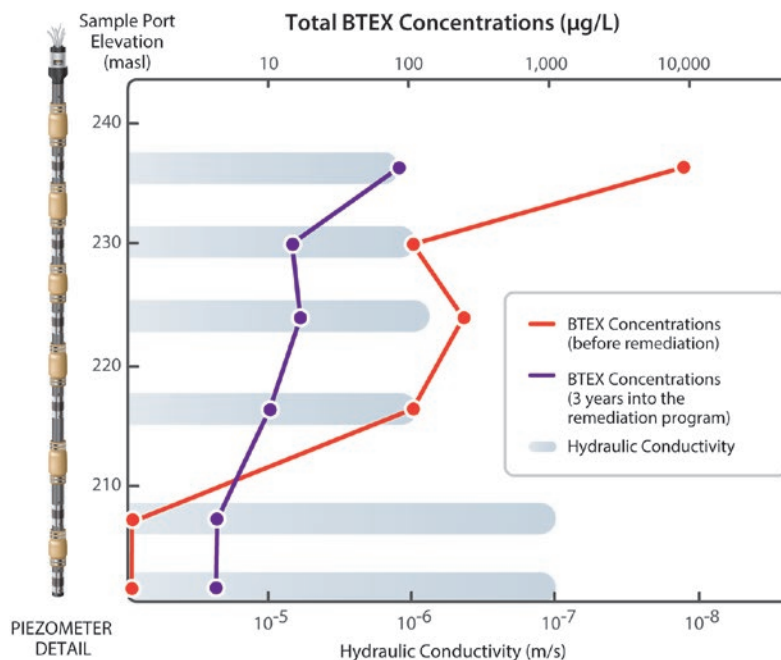 Sample Port
Elevation
(masl)
Total BTEX Concentrations (µg/L)
10 100 1,000 10,000
240
230
220
210
BTEX Concentrations
(before remediation)
BTEX Concentrations
(3 years into the
remediation program)
Hydraulic Conductivity
10⁻⁵ 10⁻⁶ 10⁻⁷ 10⁻⁸
Hydraulic Conductivity (m/s)
PIEZOMETER
DETAIL